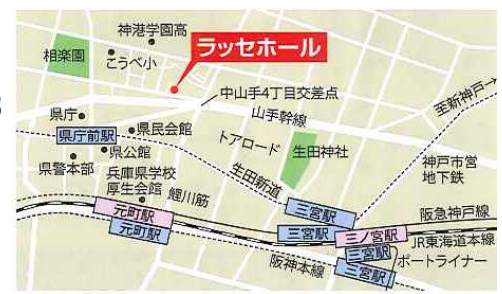 神港学園高
ラッセホール
相楽園
こうべ小
中山手4丁目交差点
至新神戸→
県庁
山手幹線
県民会館
県庁前駅
トアロード
生田神社
県公館
県警本部
神戸市営
地下鉄
兵庫県学校
厚生会館
生田新道
鯉川筋
三宮駅
元町駅
阪急神戸線
三宮駅
三ノ宮駅
元町駅
JR東海道本線
三宮駅
ポートライナー
阪神本線
三宮駅